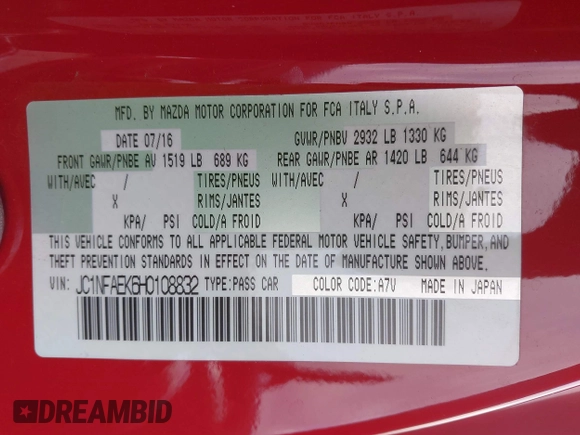 MFD. BY MAZDA MOTOR CORPORATION FOR FCA ITALY S.P.A.
DATE 07/16 GVWR/PNBV 2932 LB 1330 KG
FRONT GAWR/PNBE AV 1519 LB 689 KG REAR GAWR/PNBE AR 1420 LB 644 KG
WITH/AVEC / TIRES/PNEUS WITH/AVEC / TIRES/PNEUS
X RIMS/JANTES X RIMS/JANTES
KPA/ PSI COLD/A FROID KPA/ PSI COLD/A FROID
THIS VEHICLE CONFORMS TO ALL APPLICABLE FEDERAL MOTOR VEHICLE SAFETY, BUMPER, AND
THEFT PREVENTION STANDARDS IN EFFECT ON THE DATE OF MANUFACTURE SHOWN ABOVE.
VIN: JC1NFAEK6H0108832 TYPE:PASS CAR COLOR CODE:A7V MADE IN JAPAN
DREAMBID